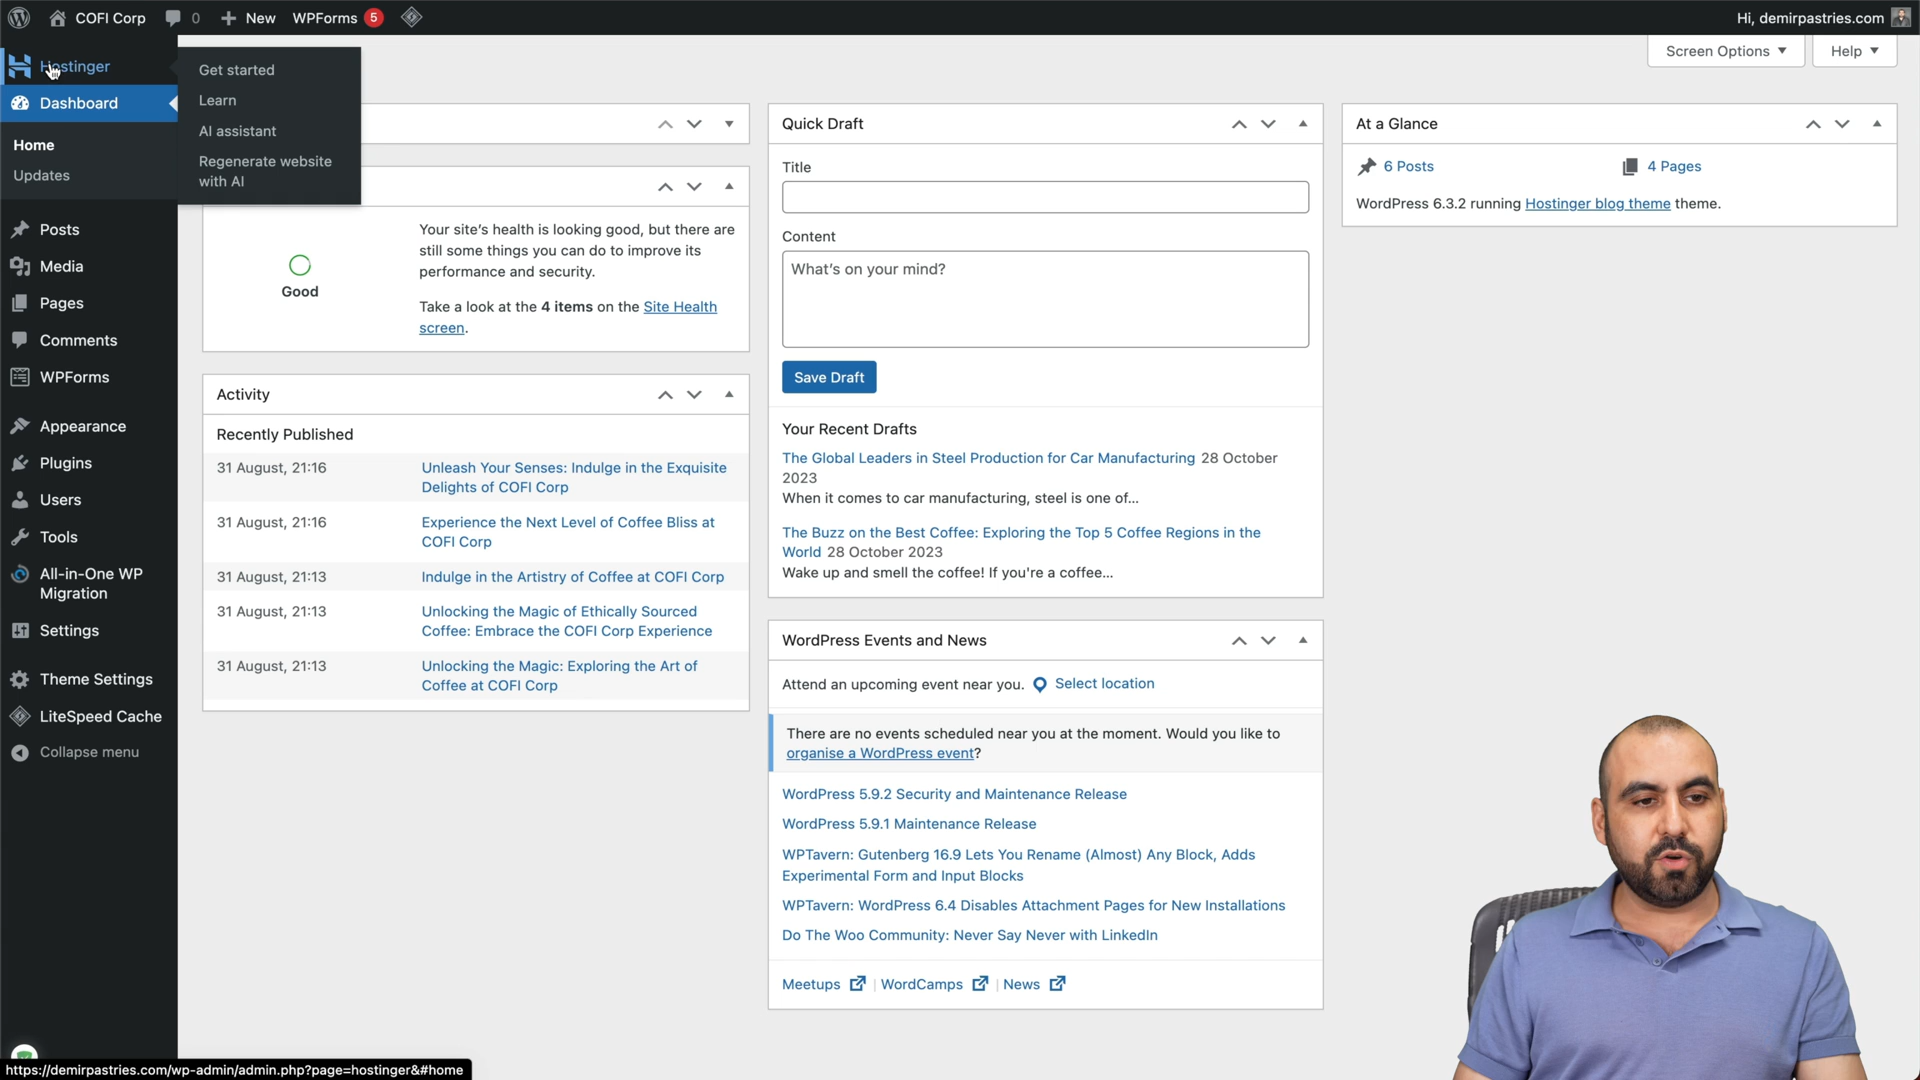 COFI Corp
0
New
WPForms 5
Hi, demirpastries.com
Screen Options
Help
Hostinger
Dashboard
Home
Updates
Posts
Media
Pages
Comments
WPForms
Appearance
Plugins
Users
Tools
All-in-One WP
Migration
Settings
Theme Settings
LiteSpeed Cache
Collapse menu
Get started
Learn
AI assistant
Regenerate website
with AI
Good
Your site's health is looking good, but there are
still some things you can do to improve its
performance and security.
Take a look at the 4 items on the Site Health
screen.
Activity
Recently Published
31 August, 21:16 Unleash Your Senses: Indulge in the Exquisite
Delights of COFI Corp
31 August, 21:16 Experience the Next Level of Coffee Bliss at
COFI Corp
31 August, 21:13 Indulge in the Artistry of Coffee at COFI Corp
31 August, 21:13 Unlocking the Magic of Ethically Sourced
Coffee: Embrace the COFI Corp Experience
31 August, 21:13 Unlocking the Magic: Exploring the Art of
Coffee at COFI Corp
Quick Draft
Title
Content
What's on your mind?
Save Draft
Your Recent Drafts
The Global Leaders in Steel Production for Car Manufacturing 28 October
2023
When it comes to car manufacturing, steel is one of...
The Buzz on the Best Coffee: Exploring the Top 5 Coffee Regions in the
World 28 October 2023
Wake up and smell the coffee! If you're a coffee...
WordPress Events and News
Attend an upcoming event near you. Select location
There are no events scheduled near you at the moment. Would you like to
organise a WordPress event?
WordPress 5.9.2 Security and Maintenance Release
WordPress 5.9.1 Maintenance Release
WPTavern: Gutenberg 16.9 Lets You Rename (Almost) Any Block, Adds
Experimental Form and Input Blocks
WPTavern: WordPress 6.4 Disables Attachment Pages for New Installations
Do The Woo Community: Never Say Never with LinkedIn
Meetups | WordCamps | News
At a Glance
6 Posts
4 Pages
WordPress 6.3.2 running Hostinger blog theme theme.
https://demirpastries.com/wp-admin/admin.php?page=hostinger&#home